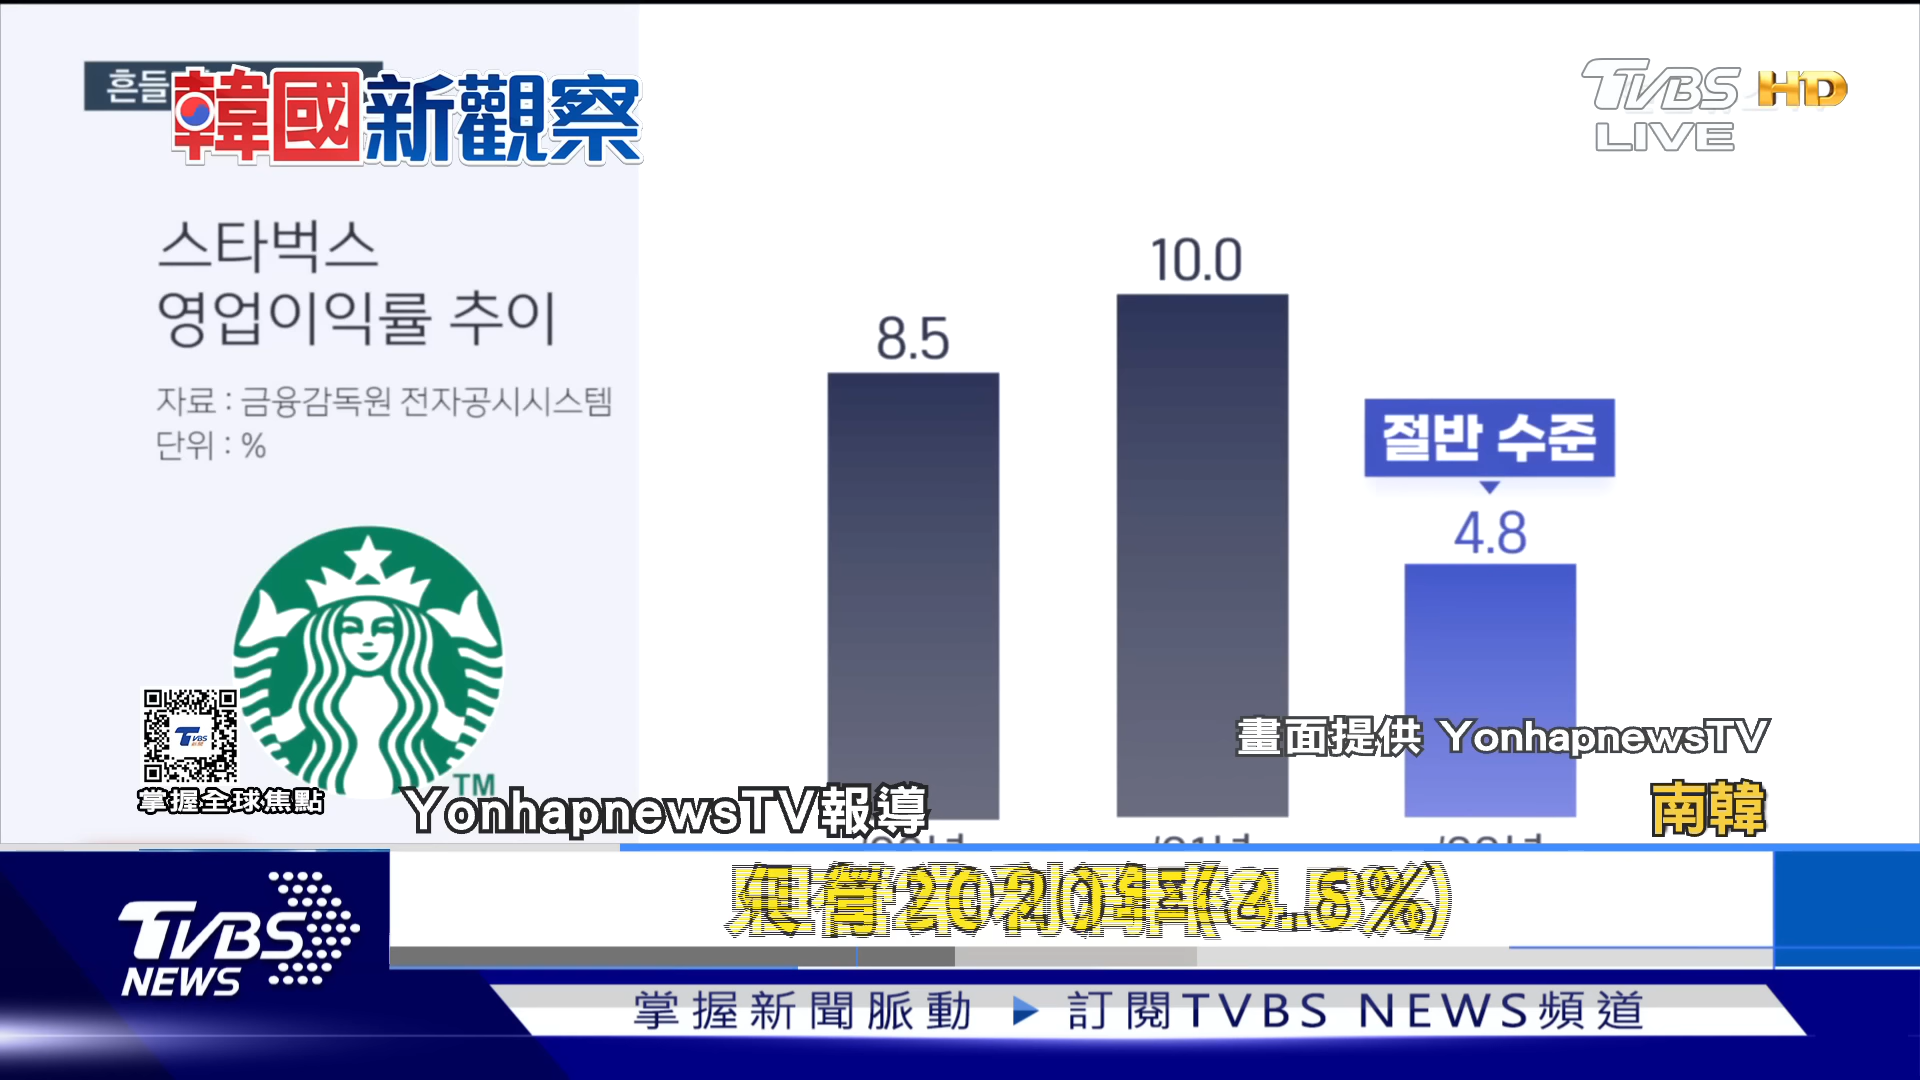 흔들
韓國新觀察
TVBS HD
LIVE
스타벅스
영업이익률 추이
자료 : 금융감독원 전자공시시스템
단위 : %
8.5
10.0
절반 수준
4.8
TM
TVBS
掌握全球焦點
畫面提供 YonhapnewsTV
YonhapnewsTV報導
南韓
TVBS
NEWS
掌握新聞脈動 ▶ 訂閱TVBS NEWS頻道